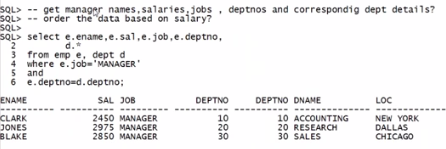 SQL> -- get manager names,salaries,jobs , deptnos and correspondig dept details?
SQL> -- order the data based on salary?
SQL>
SQL> select e.ename,e.sal,e.job,e.deptno,
  2         d.*
  3  from emp e, dept d
  4  where e.job='MANAGER'
  5  and
  6  e.deptno=d.deptno;
ENAME SAL JOB DEPTNO DEPTNO DNAME LOC
CLARK 2450 MANAGER 10 10 ACCOUNTING NEW YORK
JONES 2975 MANAGER 20 20 RESEARCH DALLAS
BLAKE 2850 MANAGER 30 30 SALES CHICAGO